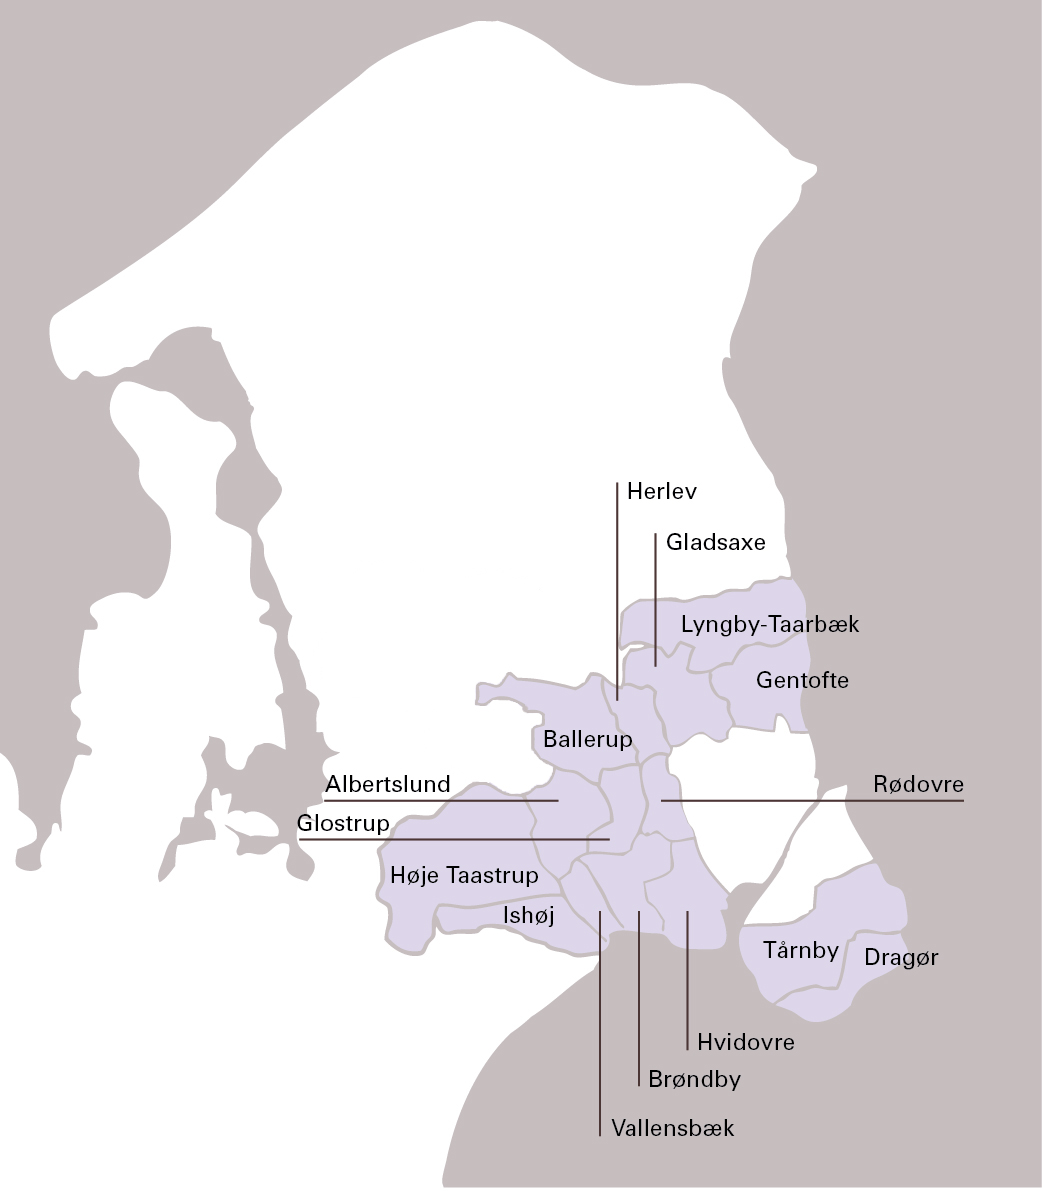 Herlev
Gladsaxe
Lyngby-Taarbæk
Gentofte
Ballerup
Albertslund
Rødovre
Glostrup
Høje Taastrup
Ishøj
Tårnby
Dragør
Hvidovre
Brøndby
Vallensbæk